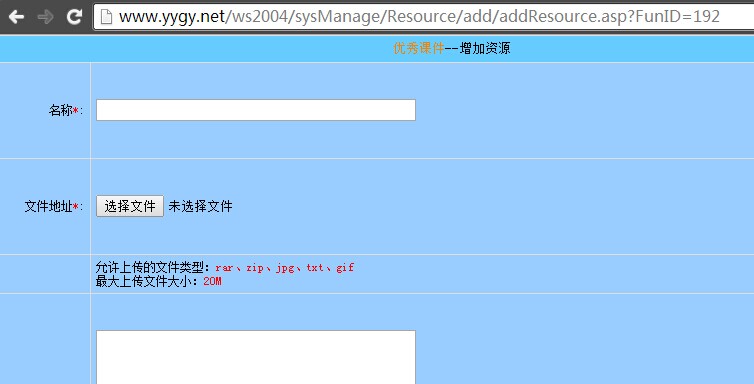 www.yygy.net/ws2004/sysManage/Resource/add/addResource.asp?FunID=192
优秀课件--增加资源
名称*:
文件地址*: 选择文件 未选择文件
允许上传的文件类型：rar、zip、jpg、txt、gif
最大上传文件大小：20M